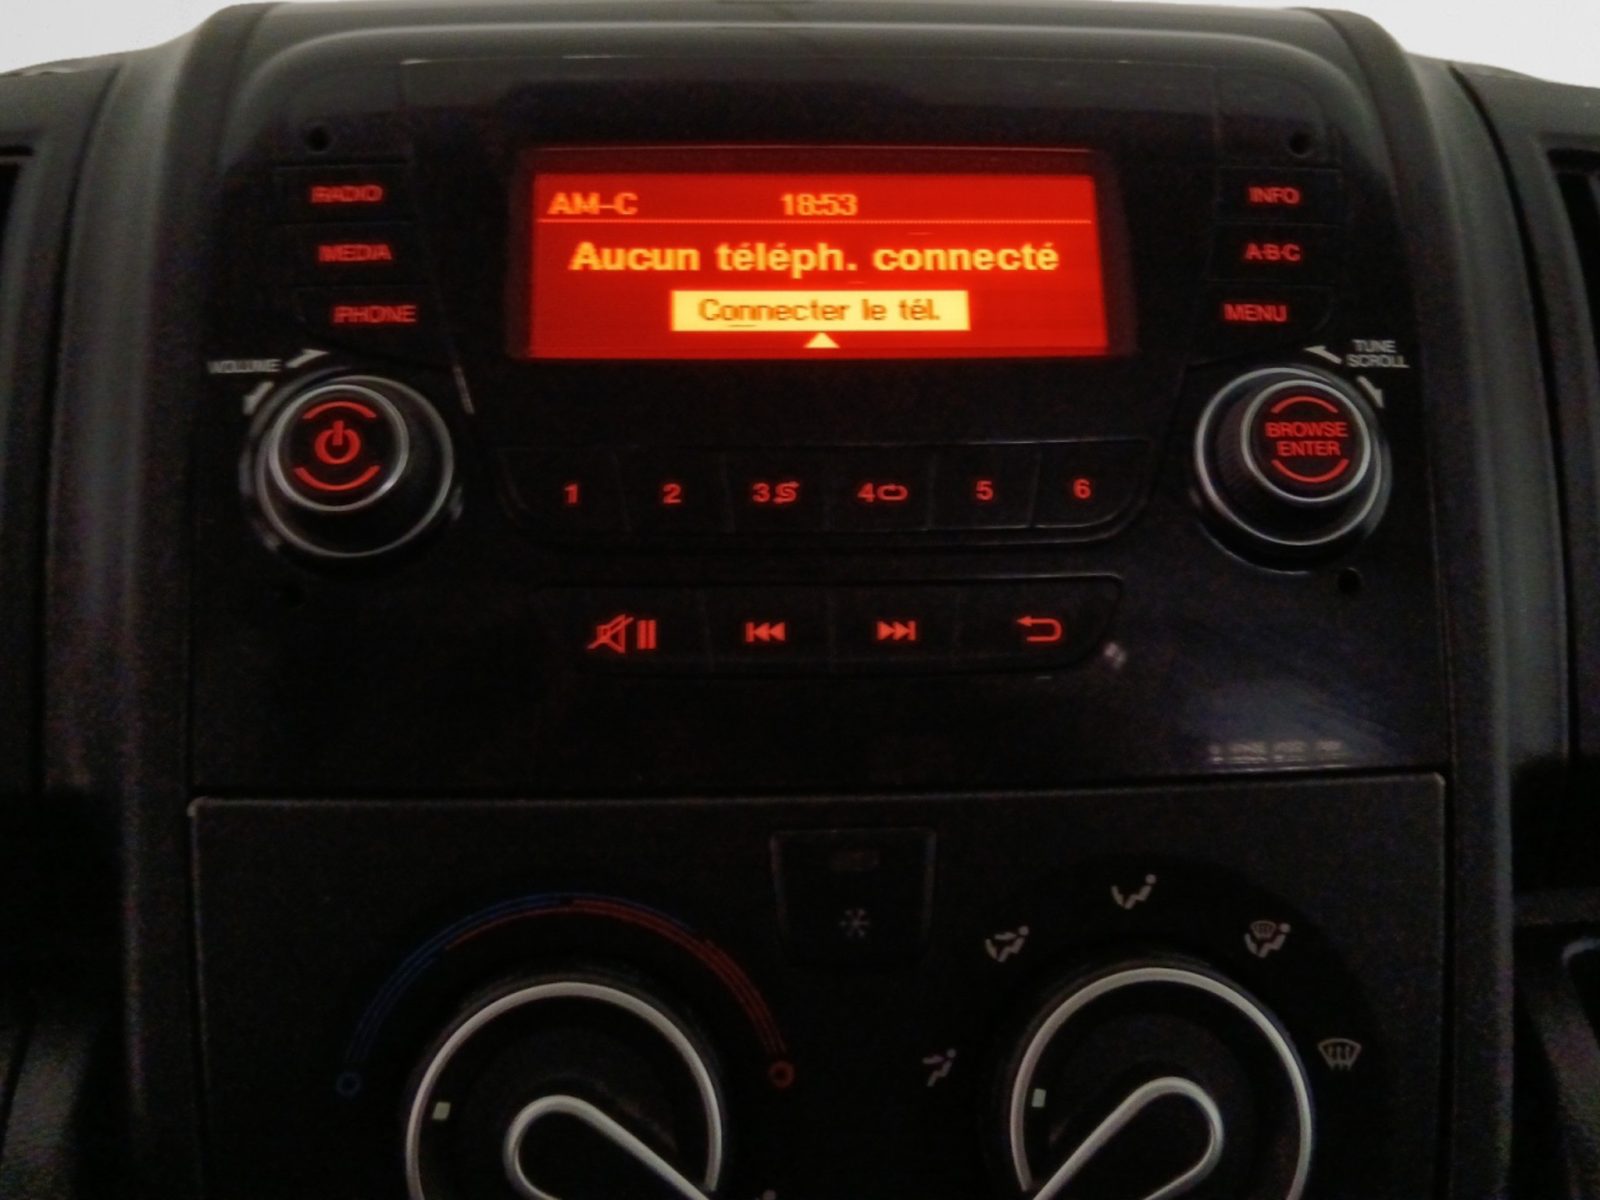 RADIO
MEDIA
PHONE
VOLUME
AM-C 18:53
Aucun téléph. connecté
Connecter le tél.
INFO
A·B·C
MENU
TUNE
SCROLL
BROWSE
ENTER
1 2 3 4 5 6